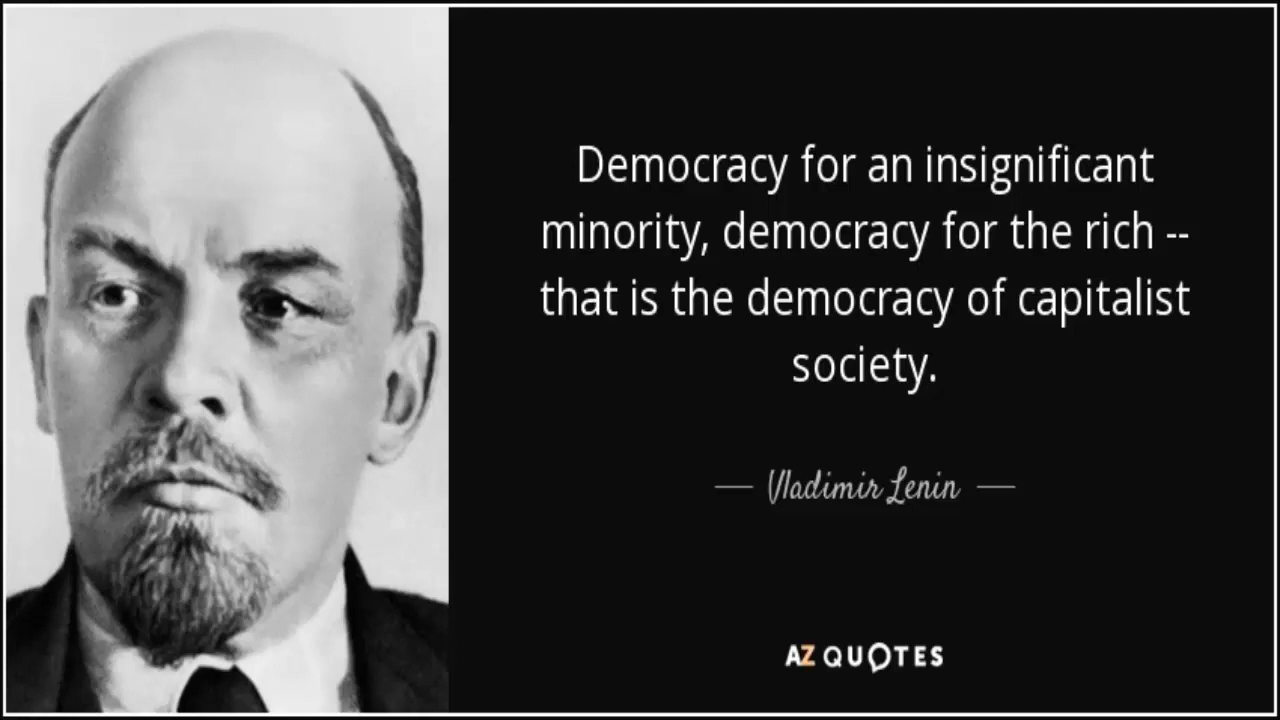 Democracy for an insignificant
minority, democracy for the rich --
that is the democracy of capitalist
society.
Vladimir Lenin
AZ QUOTES